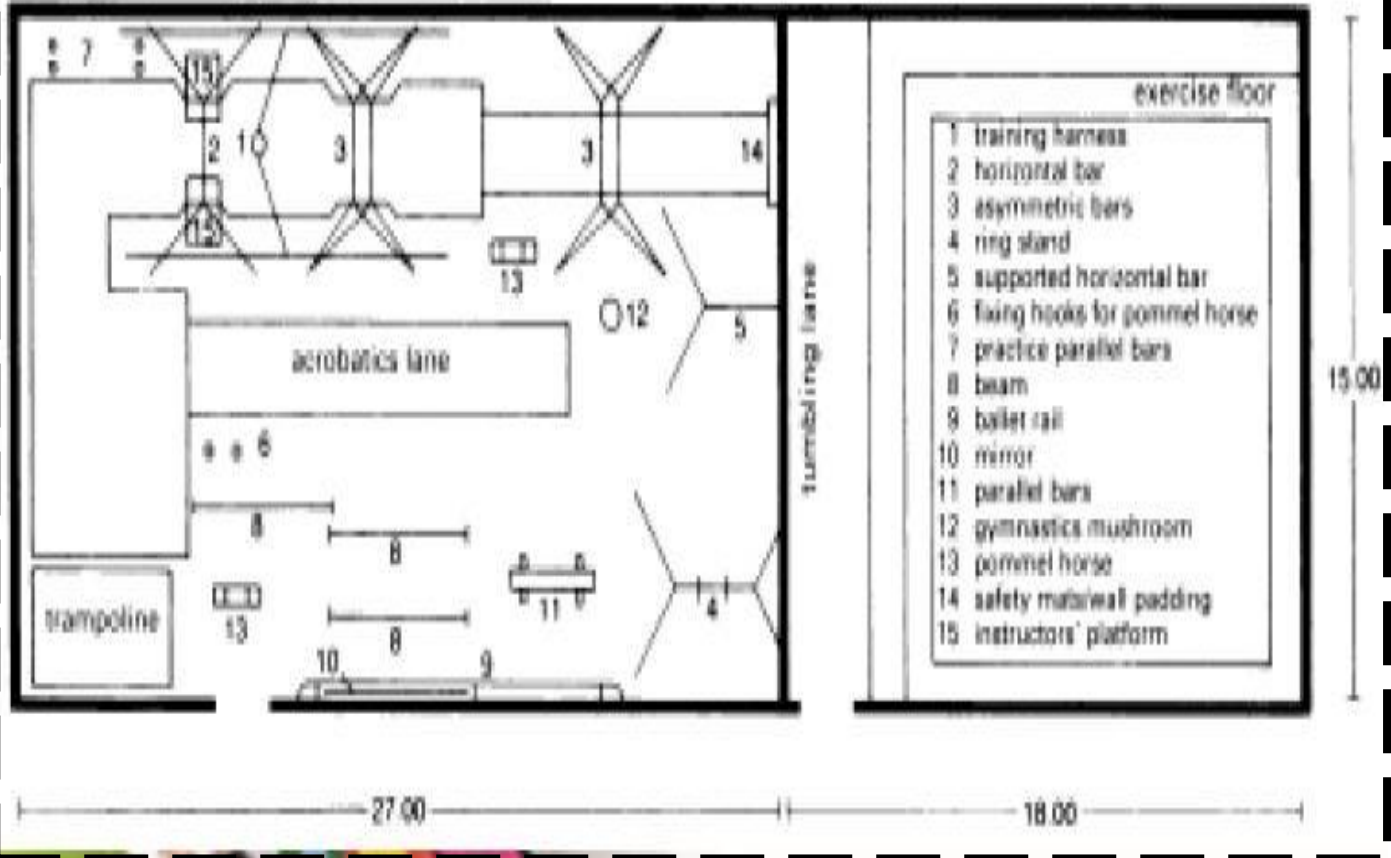 7
15
exercise floor
2
1
3
3
14
1 training harness
2 horizontal bar
3 asymmetric bars
4 ring stand
5 supported horizontal bar
6 fixing hooks for pommel horse
7 practice parallel bars
8 beam
9 ballet rail
10 mirror
11 parallel bars
12 gymnastics mushroom
13 pommel horse
14 safety mats/wall padding
15 instructors' platform
15
13
12
5
acrobatics lane
tumbling lane
15.00
6
8
8
trampoline
13
11
4
8
10
9
27.00
18.00